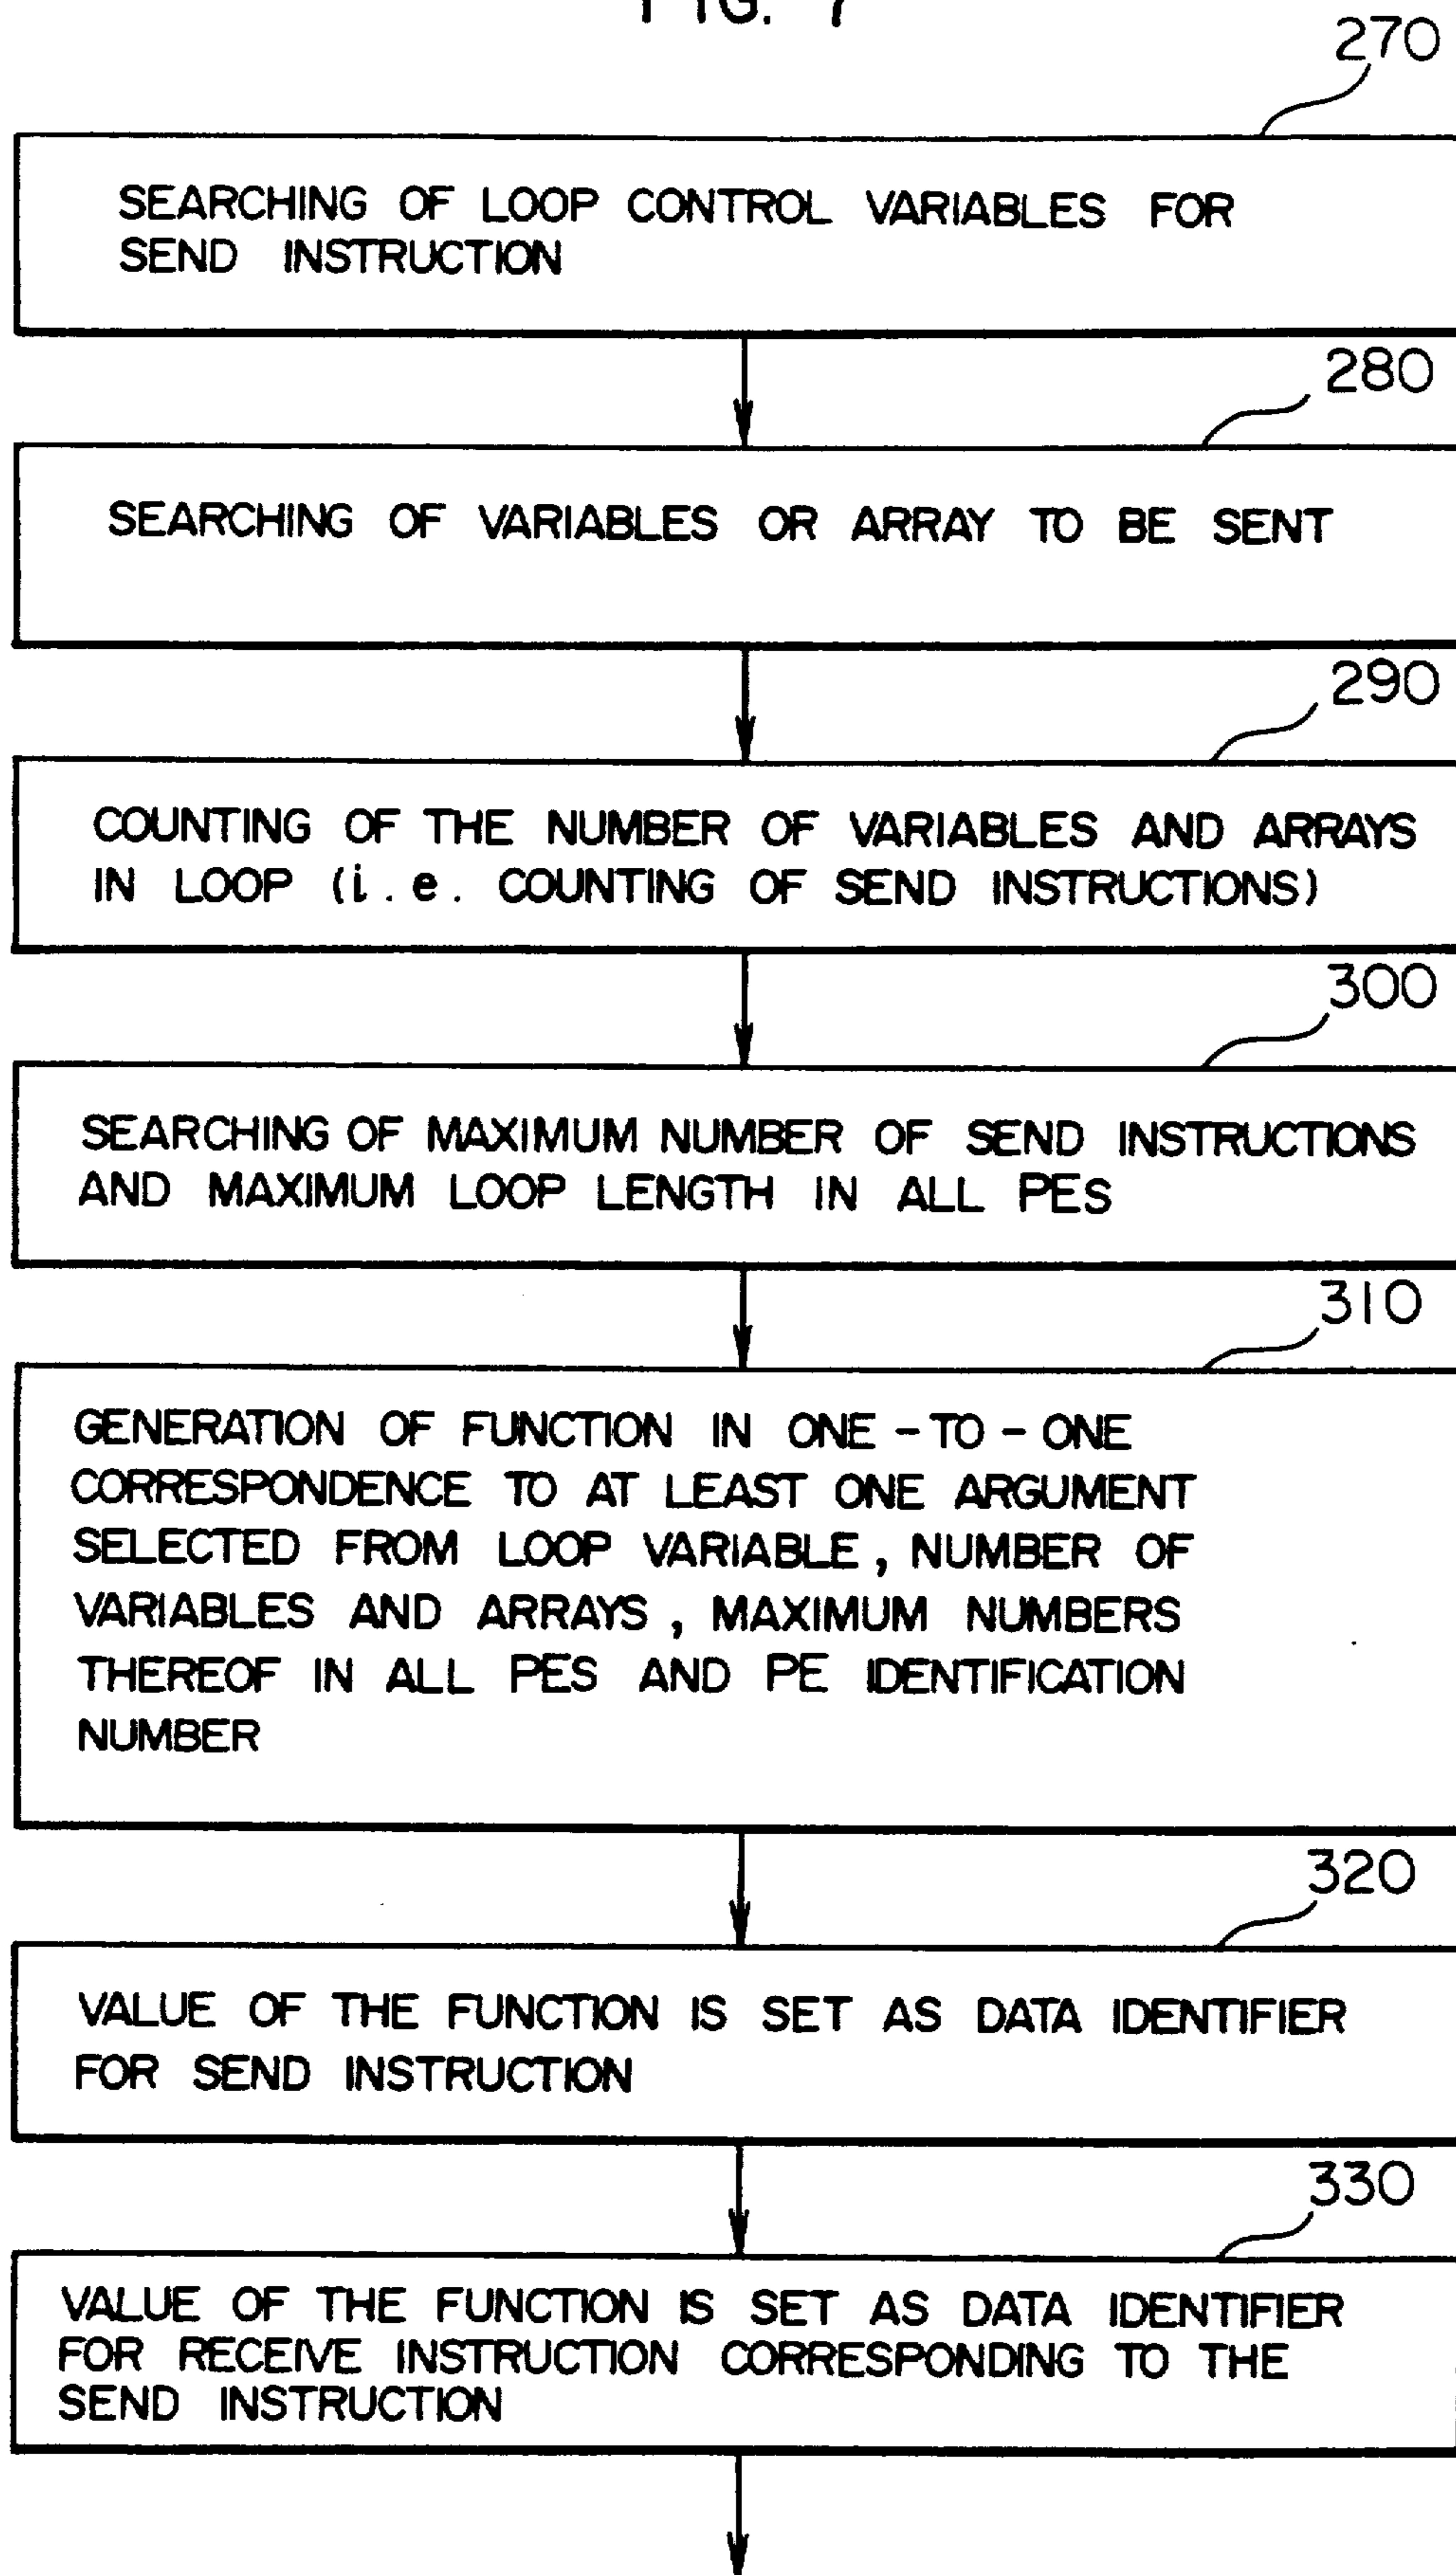 FIG. 7
270
SEARCHING OF LOOP CONTROL VARIABLES FOR
SEND INSTRUCTION
280
SEARCHING OF VARIABLES OR ARRAY TO BE SENT
290
COUNTING OF THE NUMBER OF VARIABLES AND ARRAYS
IN LOOP (i.e. COUNTING OF SEND INSTRUCTIONS)
300
SEARCHING OF MAXIMUM NUMBER OF SEND INSTRUCTIONS
AND MAXIMUM LOOP LENGTH IN ALL PES
310
GENERATION OF FUNCTION IN ONE-TO-ONE
CORRESPONDENCE TO AT LEAST ONE ARGUMENT
SELECTED FROM LOOP VARIABLE, NUMBER OF
VARIABLES AND ARRAYS, MAXIMUM NUMBERS
THEREOF IN ALL PES AND PE IDENTIFICATION
NUMBER
320
VALUE OF THE FUNCTION IS SET AS DATA IDENTIFIER
FOR SEND INSTRUCTION
330
VALUE OF THE FUNCTION IS SET AS DATA IDENTIFIER
FOR RECEIVE INSTRUCTION CORRESPONDING TO THE
SEND INSTRUCTION